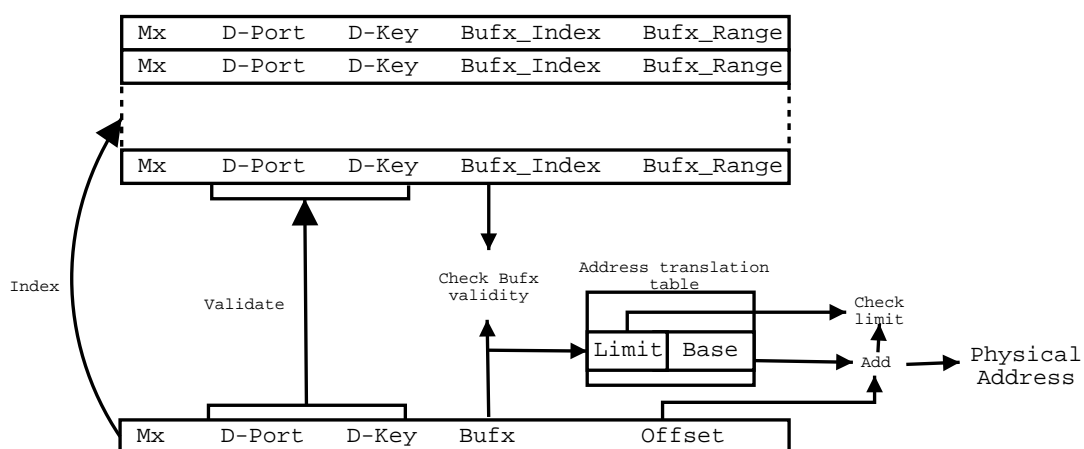 Mx D-Port D-Key Bufx_Index Bufx_Range
Mx D-Port D-Key Bufx_Index Bufx_Range
Mx D-Port D-Key Bufx_Index Bufx_Range
Index
Validate
Check Bufx
validity
Address translation
table
Limit Base
Check
limit
Add
Physical
Address
Mx D-Port D-Key Bufx Offset